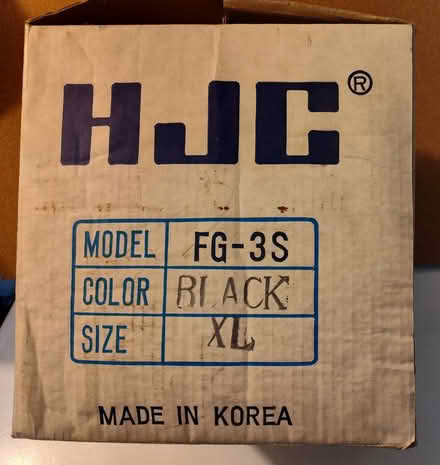 HJC®
MODEL FG-3S
COLOR BLACK
SIZE XL
MADE IN KOREA